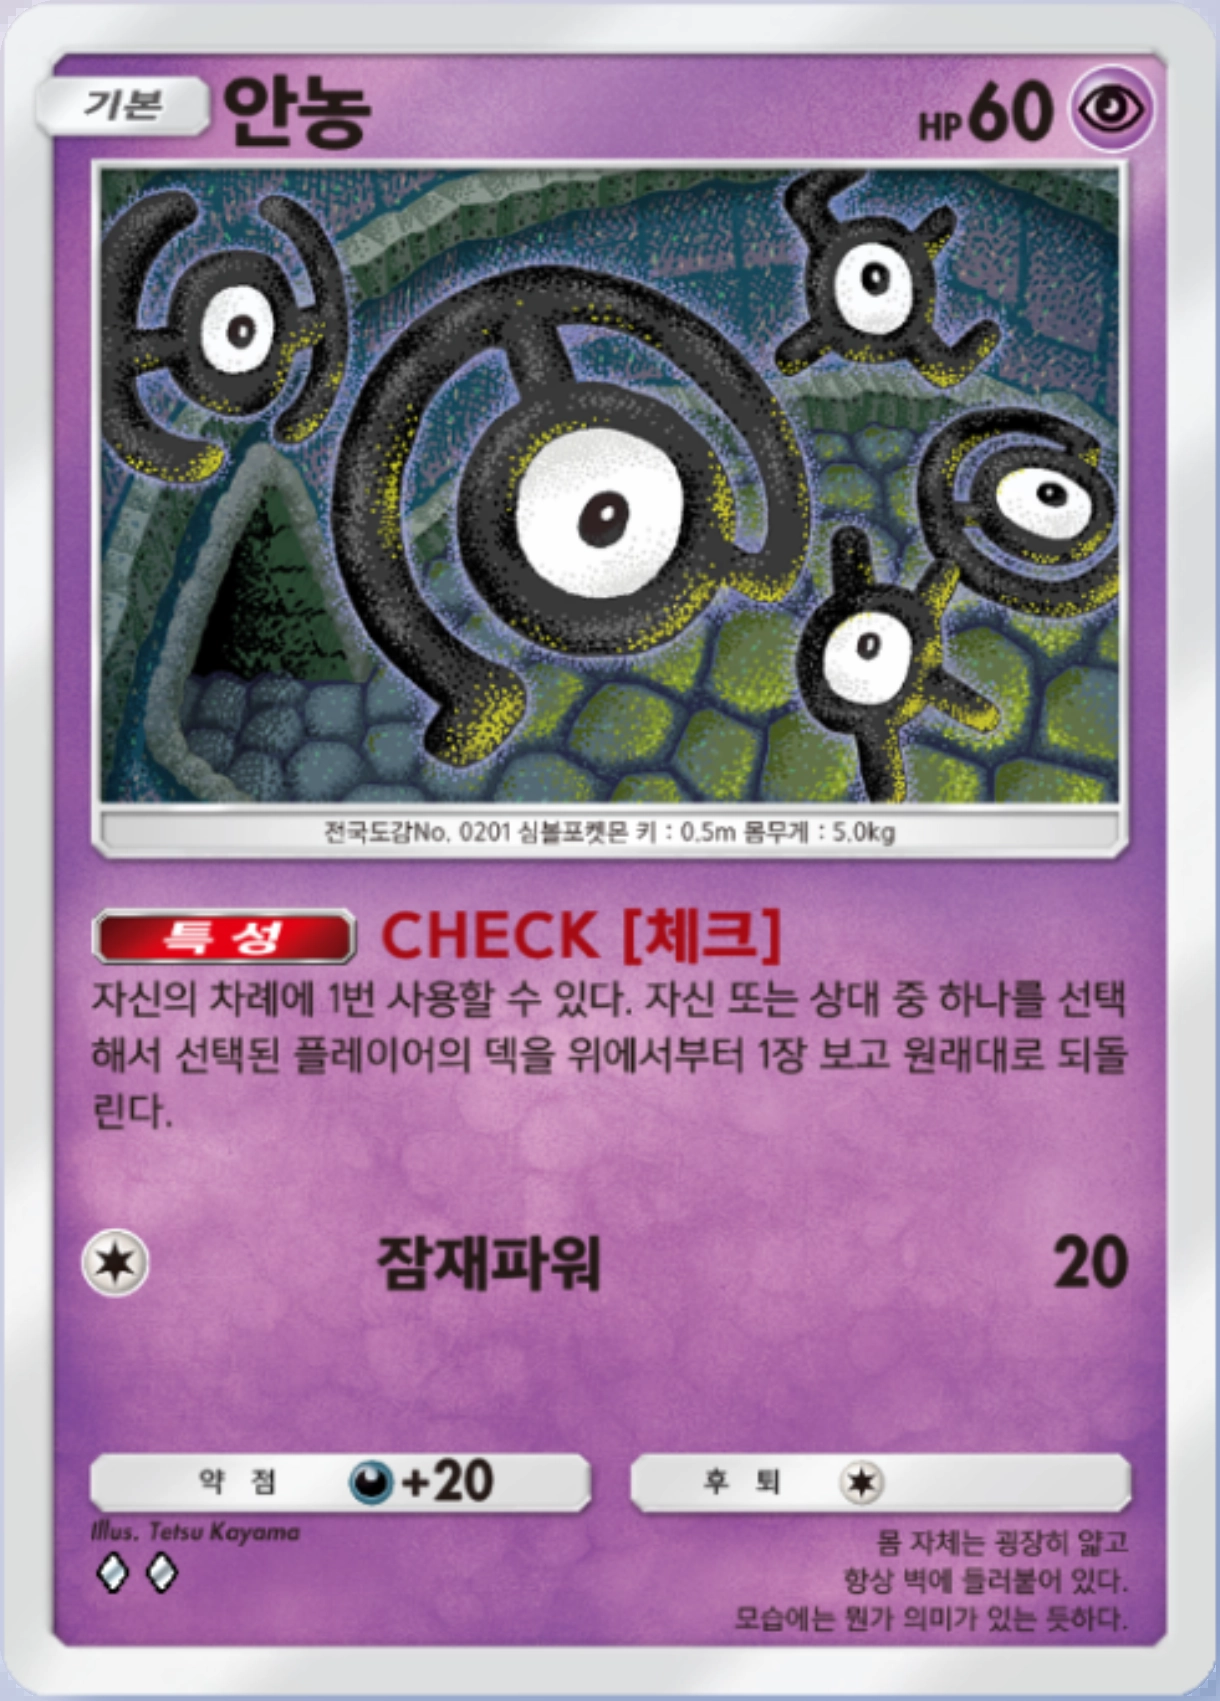 기본 안농 HP 60
전국도감No. 0201 심볼포켓몬 키 : 0.5m 몸무게 : 5.0kg
특성 CHECK [체크]
자신의 차례에 1번 사용할 수 있다. 자신 또는 상대 중 하나를 선택
해서 선택된 플레이어의 덱을 위에서부터 1장 보고 원래대로 되돌
린다.
잠재파워 20
약점 +20 후퇴
Illus. Tetsu Kayama
몸 자체는 굉장히 얇고
항상 벽에 들러붙어 있다.
모습에는 뭔가 의미가 있는 듯하다.